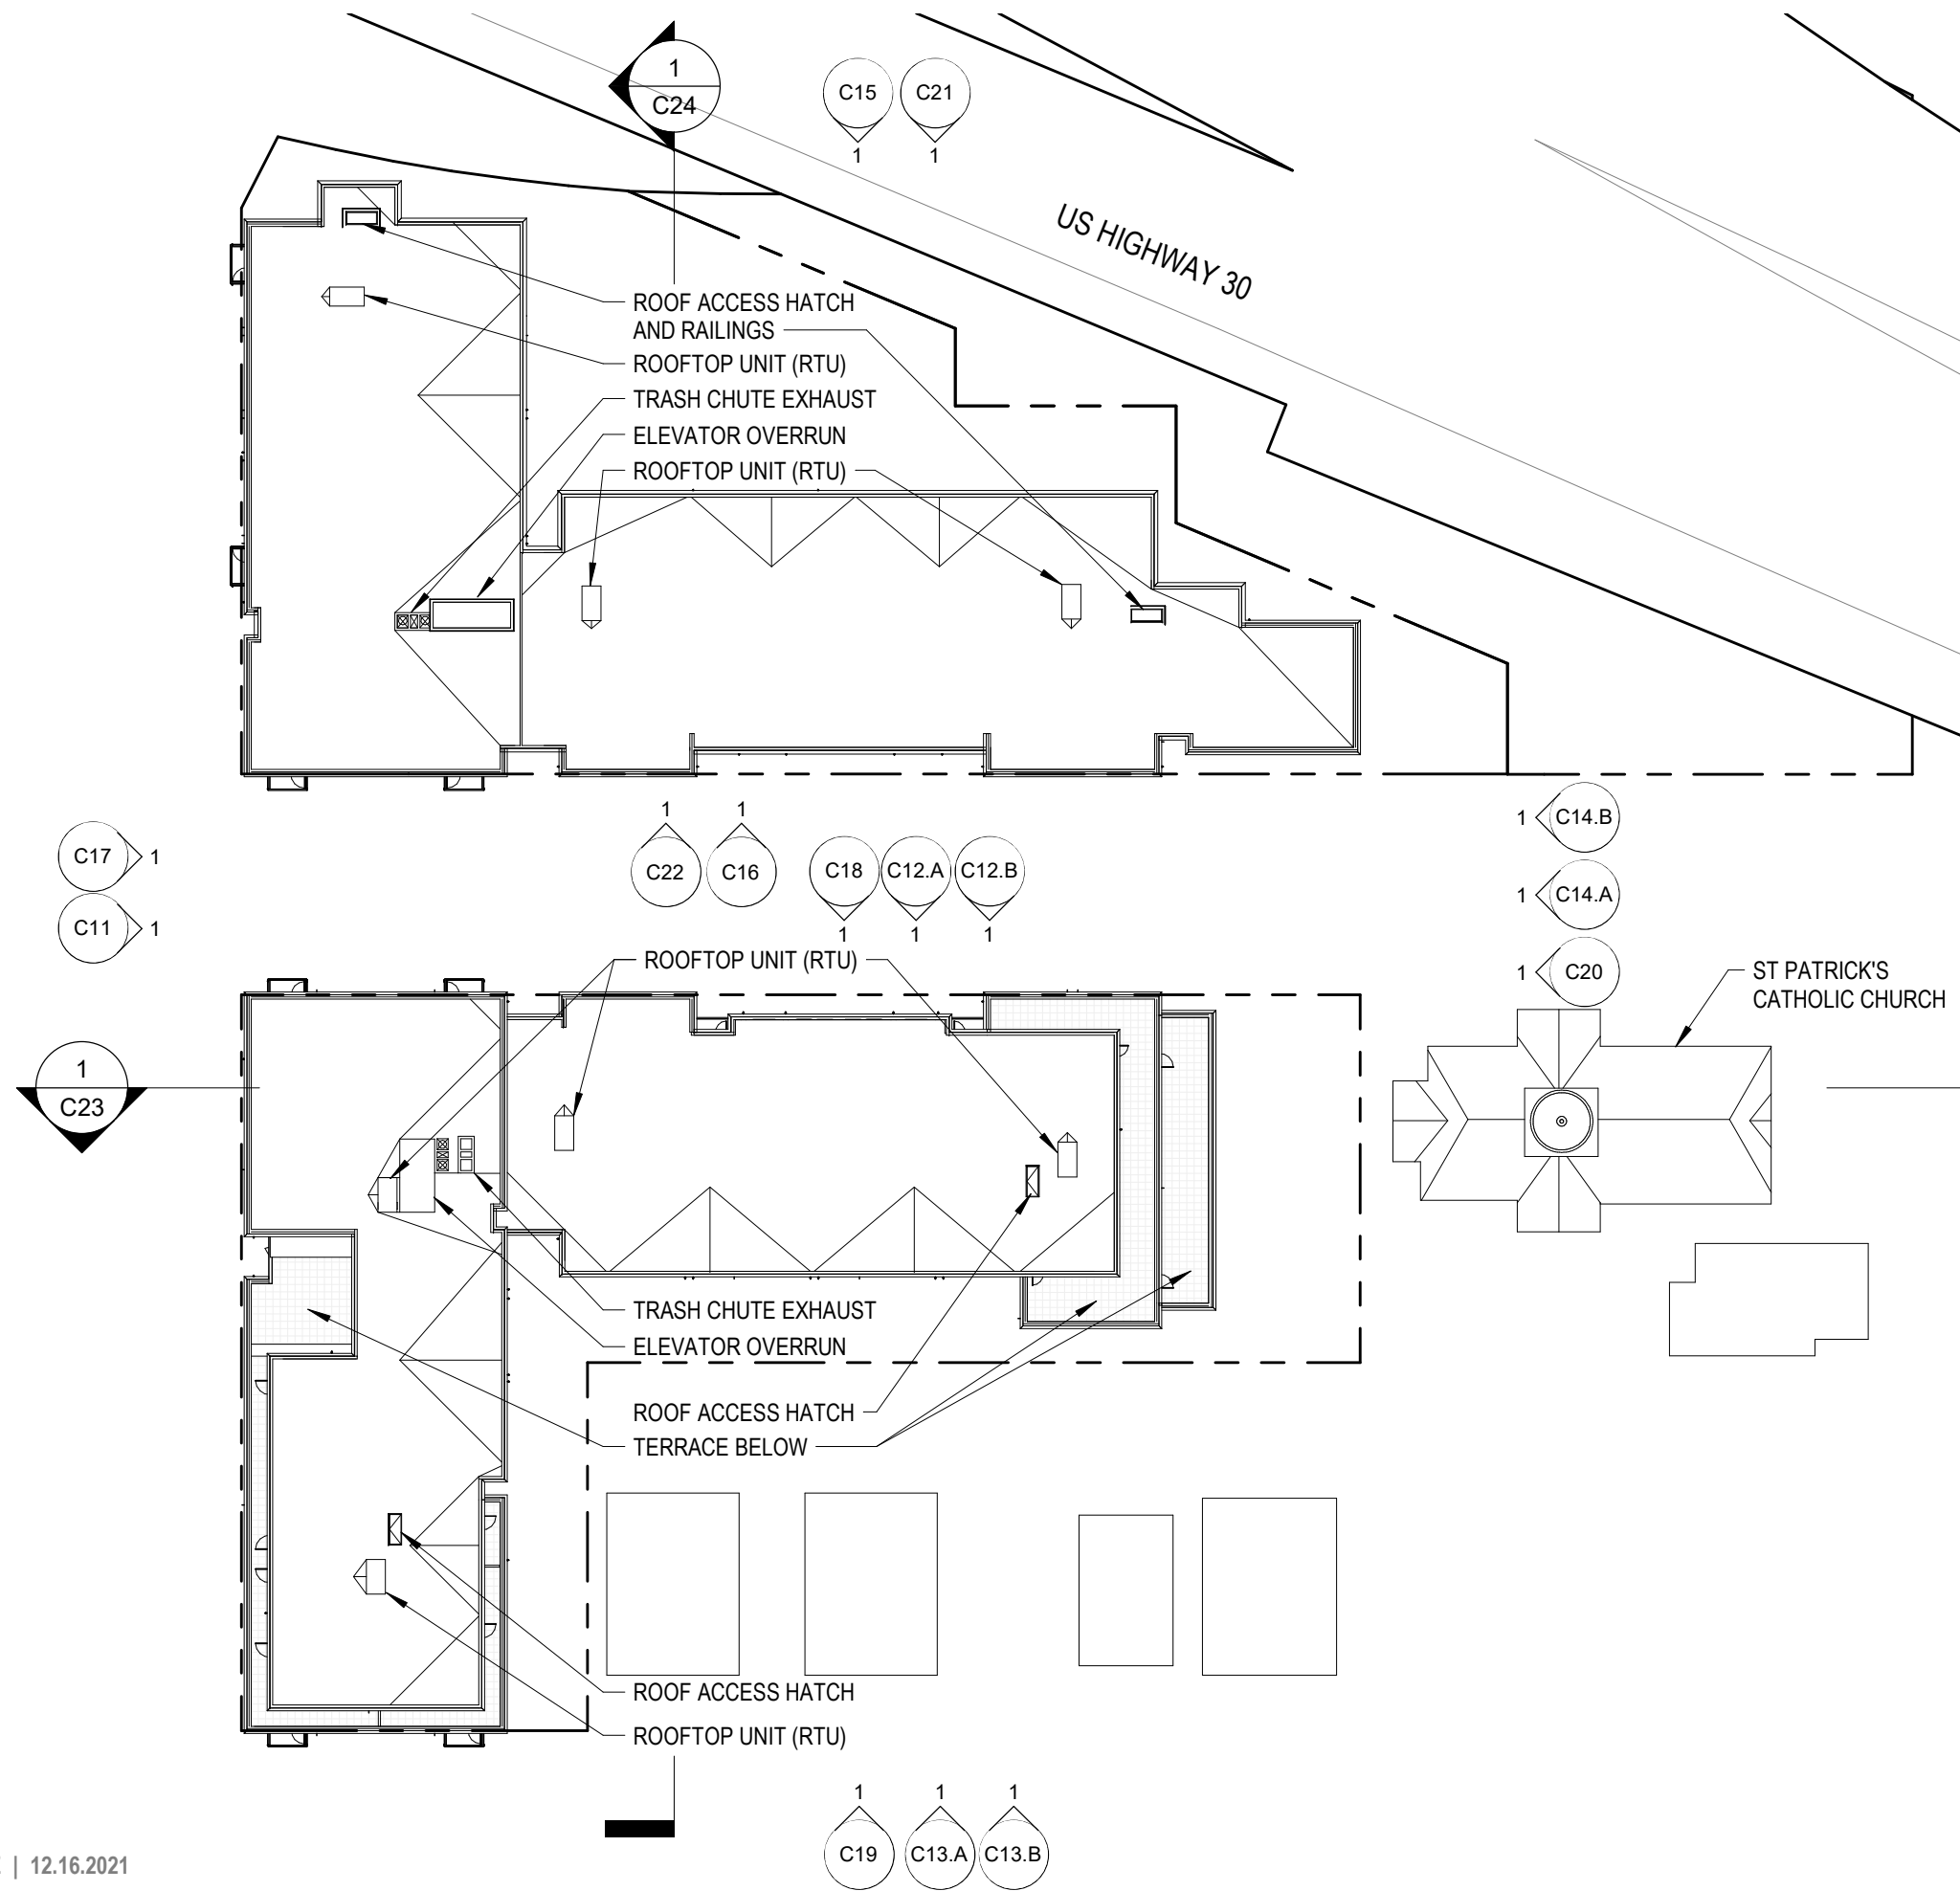 1
C24
C15
C21
1
1
US HIGHWAY 30
ROOF ACCESS HATCH
AND RAILINGS
ROOFTOP UNIT (RTU)
TRASH CHUTE EXHAUST
ELEVATOR OVERRUN
ROOFTOP UNIT (RTU)
C17 1
C11 1
1
1
C22
C16
C18
C12.A
C12.B
1
1
1
1 C14.B
1 C14.A
1 C20
ROOFTOP UNIT (RTU)
ST PATRICK'S
CATHOLIC CHURCH
1
C23
TRASH CHUTE EXHAUST
ELEVATOR OVERRUN
ROOF ACCESS HATCH
TERRACE BELOW
ROOF ACCESS HATCH
ROOFTOP UNIT (RTU)
1
1
1
C19
C13.A
C13.B
| 12.16.2021